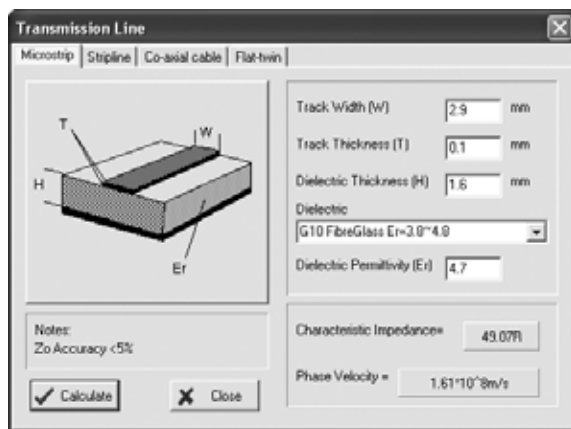 Transmission Line
Microstrip Stripline Co-axial cable Flat-twin
T
W
H
Er
Track Width (W) 2.9 mm
Track Thickness (T) 0.1 mm
Dielectric Thickness (H) 1.6 mm
Dielectric
G10 FibreGlass Er=3.8~4.8
Dielectric Permittivity (Er) 4.7
Notes:
Zo Accuracy <5%
Characteristic Impedance= 49.07R
Phase Velocity = 1.61*10^8m/s
Calculate Close